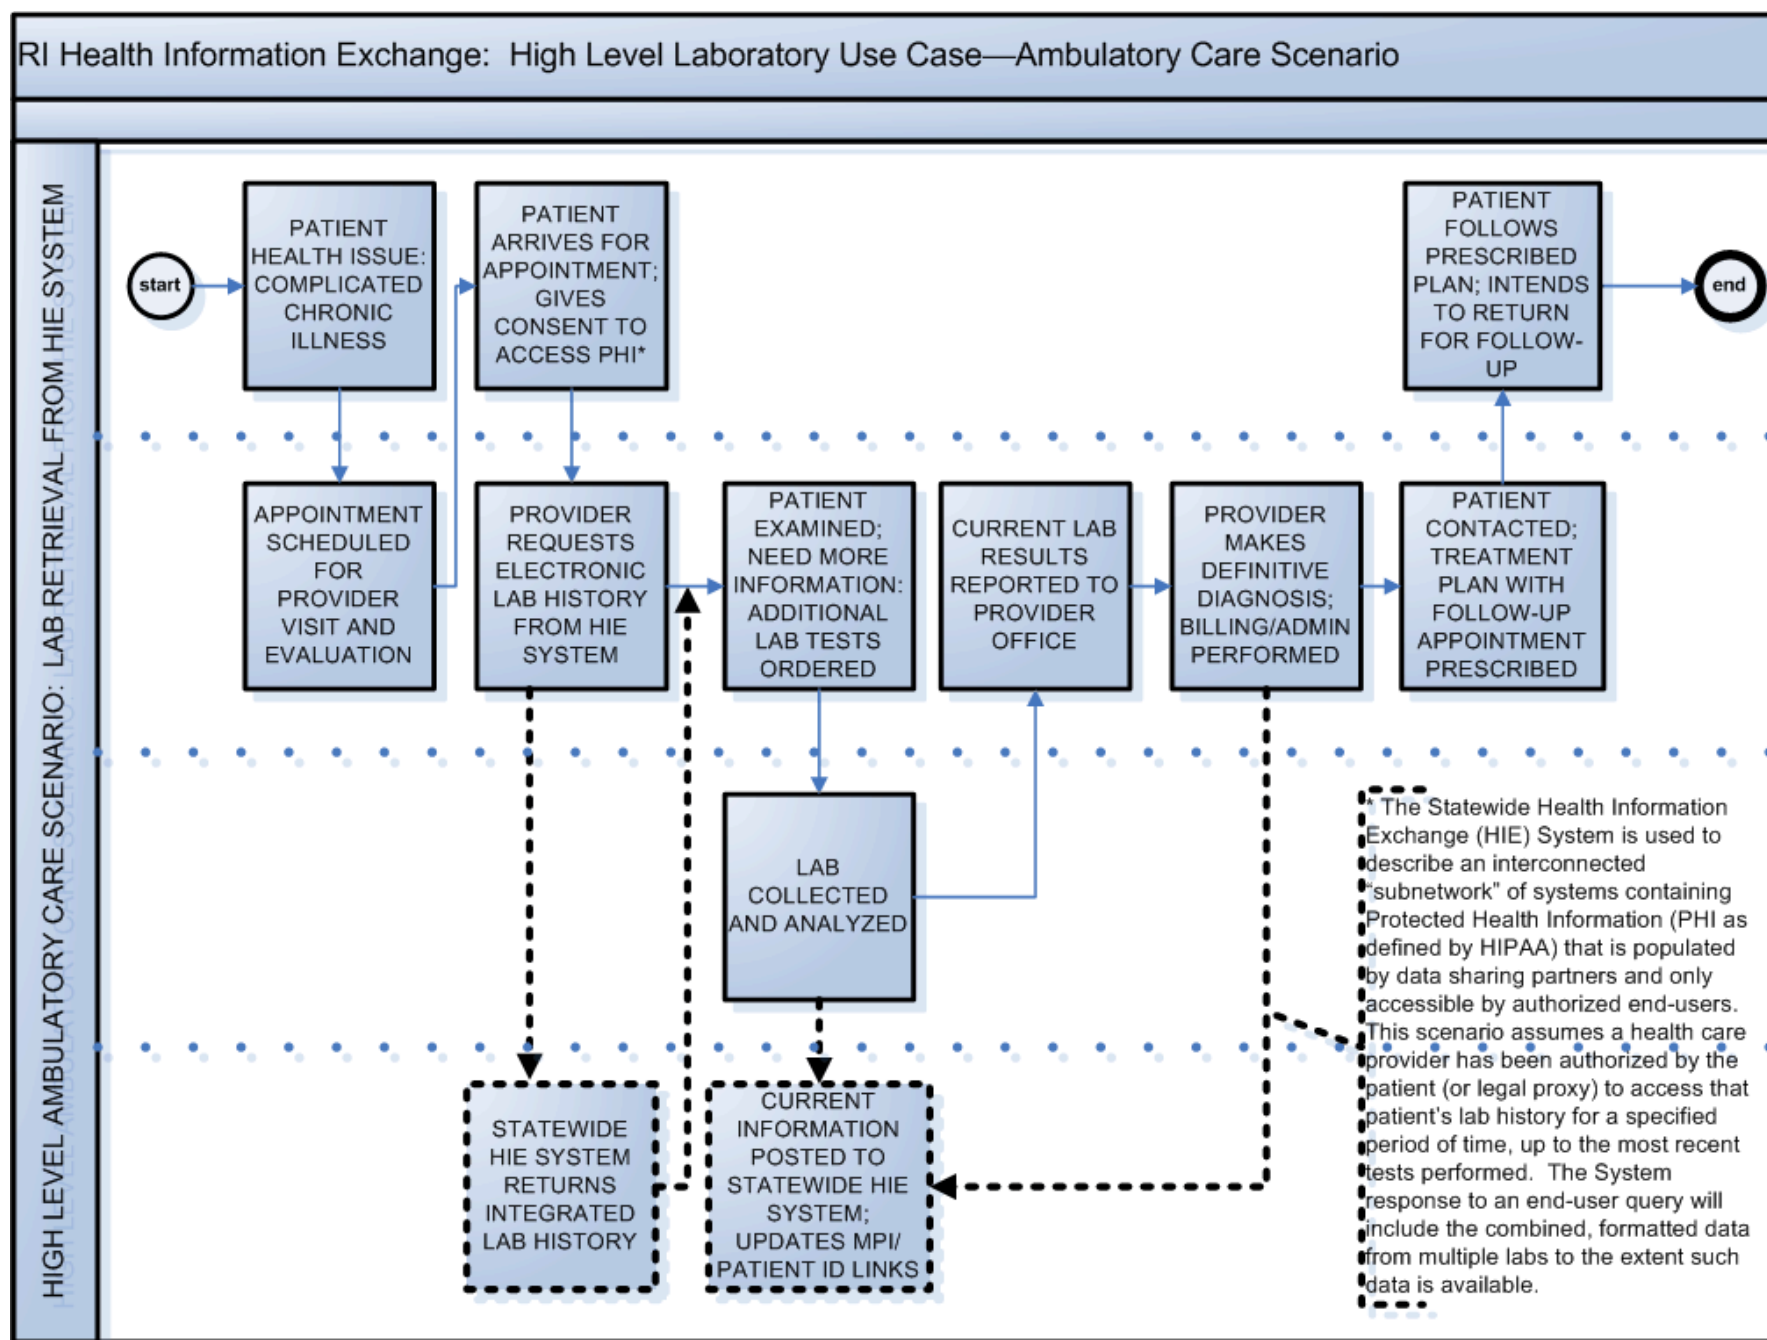 RI Health Information Exchange:  High Level Laboratory Use Case—Ambulatory Care Scenario
HIGH LEVEL AMBULATORY CARE SCENARIO:  LAB RETRIEVAL FROM HIE SYSTEM
start
PATIENT
HEALTH ISSUE:
COMPLICATED
CHRONIC
ILLNESS
PATIENT
ARRIVES FOR
APPOINTMENT;
GIVES
CONSENT TO
ACCESS PHI*
PATIENT
FOLLOWS
PRESCRIBED
PLAN; INTENDS
TO RETURN
FOR FOLLOW-
UP
end
APPOINTMENT
SCHEDULED
FOR
PROVIDER
VISIT AND
EVALUATION
PROVIDER
REQUESTS
ELECTRONIC
LAB HISTORY
FROM HIE
SYSTEM
PATIENT
EXAMINED;
NEED MORE
INFORMATION:
ADDITIONAL
LAB TESTS
ORDERED
CURRENT LAB
RESULTS
REPORTED TO
PROVIDER
OFFICE
PROVIDER
MAKES
DEFINITIVE
DIAGNOSIS;
BILLING/ADMIN
PERFORMED
PATIENT
CONTACTED;
TREATMENT
PLAN WITH
FOLLOW-UP
APPOINTMENT
PRESCRIBED
LAB
COLLECTED
AND ANALYZED
STATEWIDE
HIE SYSTEM
RETURNS
INTEGRATED
LAB HISTORY
CURRENT
INFORMATION
POSTED TO
STATEWIDE HIE
SYSTEM;
UPDATES MPI/
PATIENT ID LINKS
* The Statewide Health Information
Exchange (HIE) System is used to
describe an interconnected
“subnetwork” of systems containing
Protected Health Information (PHI as
defined by HIPAA) that is populated
by data sharing partners and only
accessible by authorized end-users.
This scenario assumes a health care
provider has been authorized by the
patient (or legal proxy) to access that
patient’s lab history for a specified
period of time, up to the most recent
tests performed.  The System
response to an end-user query will
include the combined, formatted data
from multiple labs to the extent such
data is available.